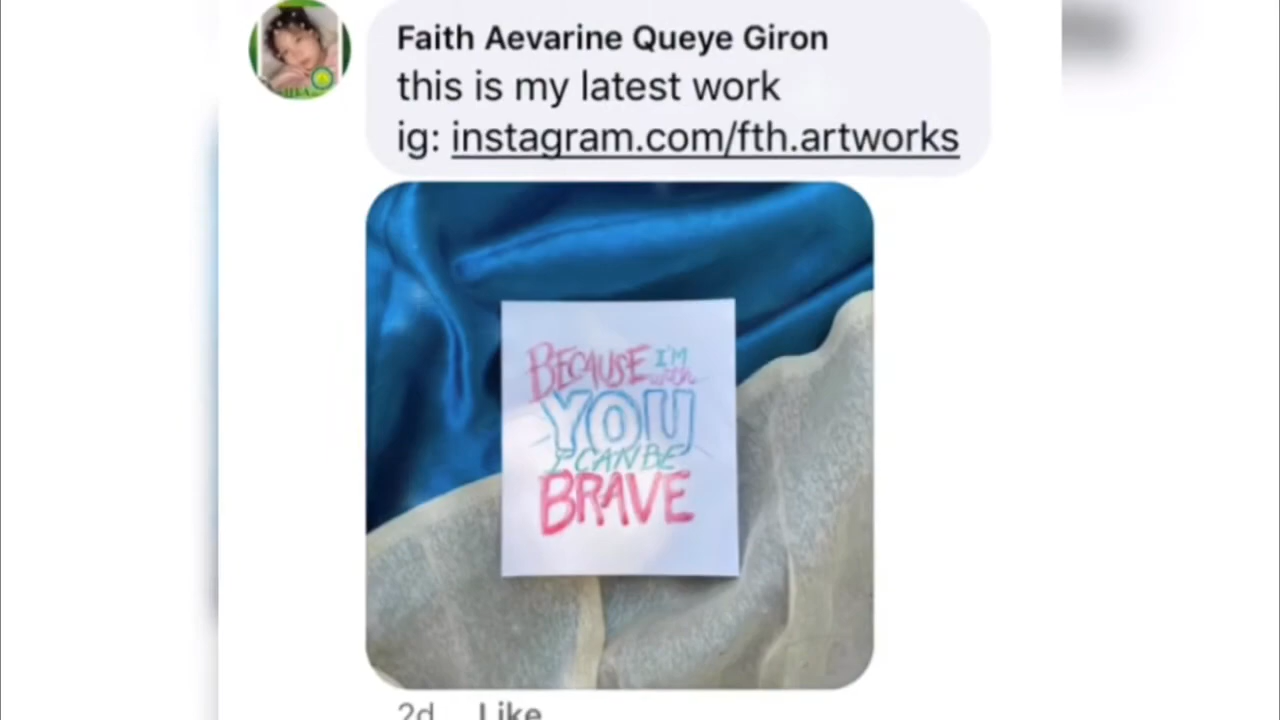 Faith Aevarine Queye Giron
this is my latest work
ig: instagram.com/fth.artworks
BECAUSE I'M
with
YOU
I CAN BE
BRAVE
2d Like